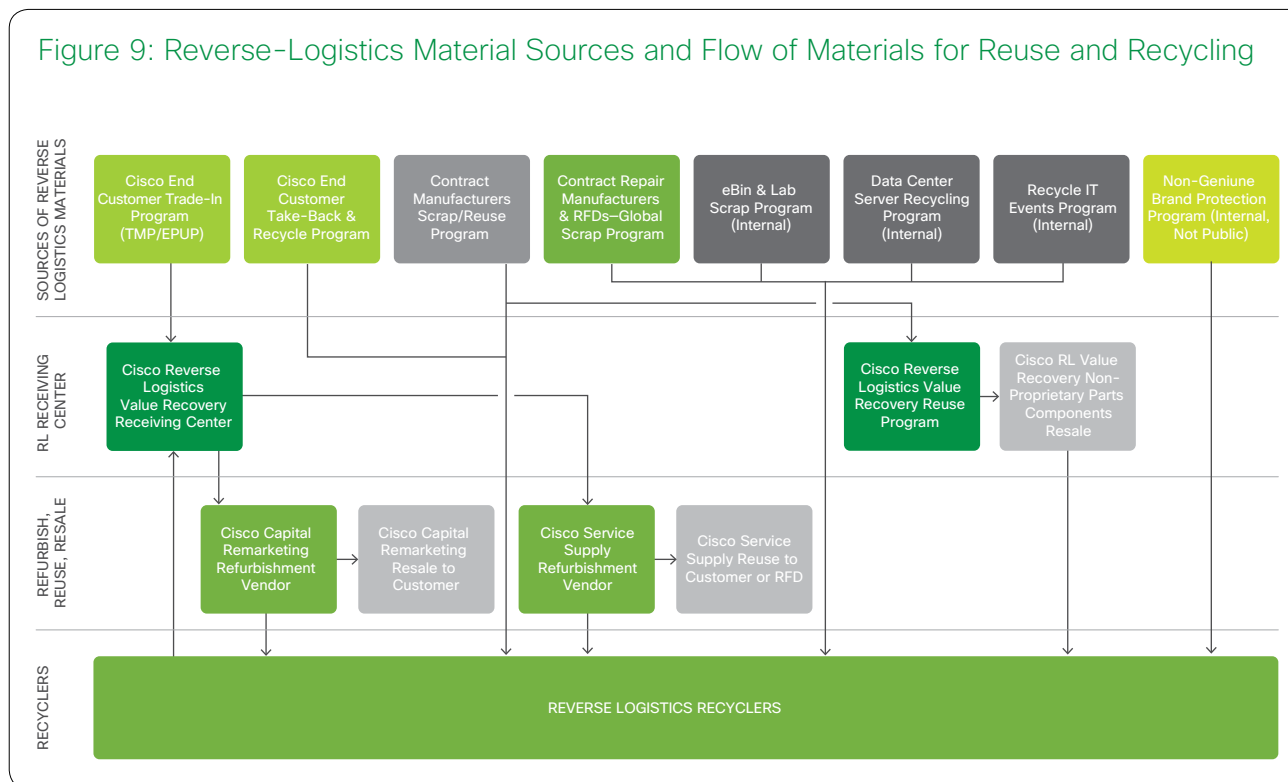 Figure 9: Reverse-Logistics Material Sources and Flow of Materials for Reuse and Recycling
SOURCES OF REVERSE
LOGISTICS MATERIALS
Cisco End
Customer Trade-In
Program
(TMP/EPUP)
Cisco End
Customer
Take-Back &
Recycle Program
Contract
Manufacturers
Scrap/Reuse
Program
Contract Repair
Manufacturers
& RFDs—Global
Scrap Program
eBin & Lab
Scrap Program
(Internal)
Data Center
Server Recycling
Program
(Internal)
Recycle IT
Events Program
(Internal)
Non-Geniune
Brand Protection
Program (Internal,
Not Public)
RL RECEIVING
CENTER
Cisco Reverse
Logistics
Value Recovery
Receiving Center
Cisco Reverse
Logistics Value
Recovery Reuse
Program
Cisco RL Value
Recovery Non-
Proprietary Parts
Components
Resale
REFURBISH,
REUSE, RESALE
Cisco Capital
Remarketing
Refurbishment
Vendor
Cisco Capital
Remarketing
Resale to
Customer
Cisco Service
Supply
Refurbishment
Vendor
Cisco Service
Supply Reuse to
Customer or RFD
RECYCLERS
REVERSE LOGISTICS RECYCLERS